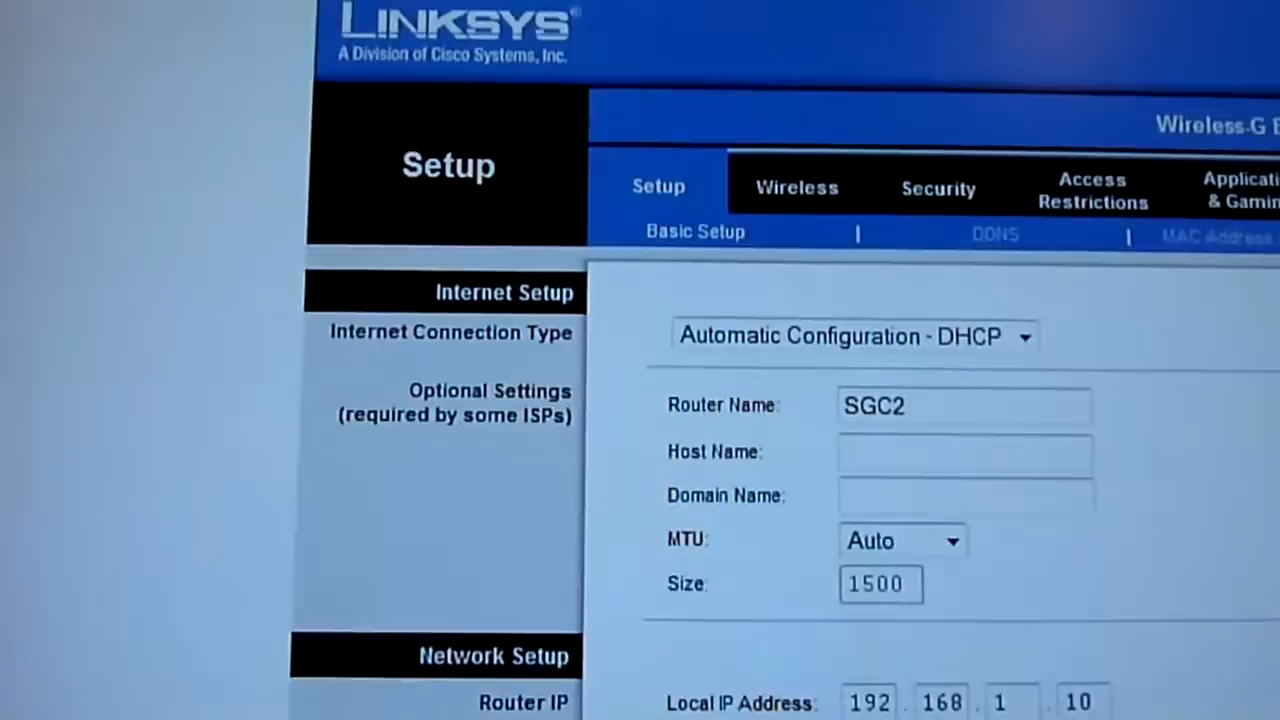 LINKSYS®
A Division of Cisco Systems, Inc.
Wireless-G
Setup
Setup
Wireless
Security
Access
Restrictions
& 
Basic Setup | DDNS | MAC Address
Internet Setup
Internet Connection Type
Automatic Configuration - DHCP
Optional Settings
(required by some ISPs)
Router Name: SGC2
Host Name:
Domain Name:
MTU: Auto
Size: 1500
Network Setup
Router IP
Local IP Address: 192 . 168 . 1 . 10